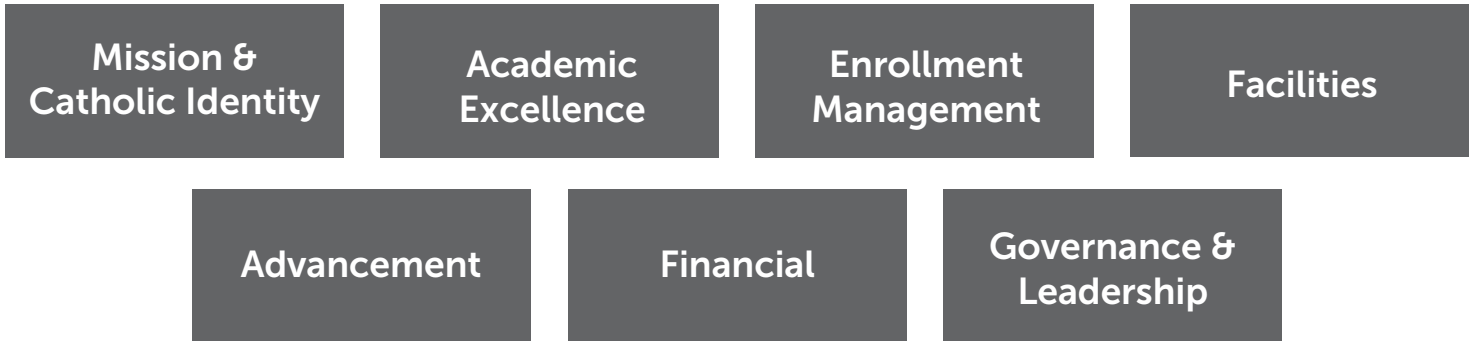 Mission &
Catholic Identity
Academic
Excellence
Enrollment
Management
Facilities
Advancement
Financial
Governance &
Leadership